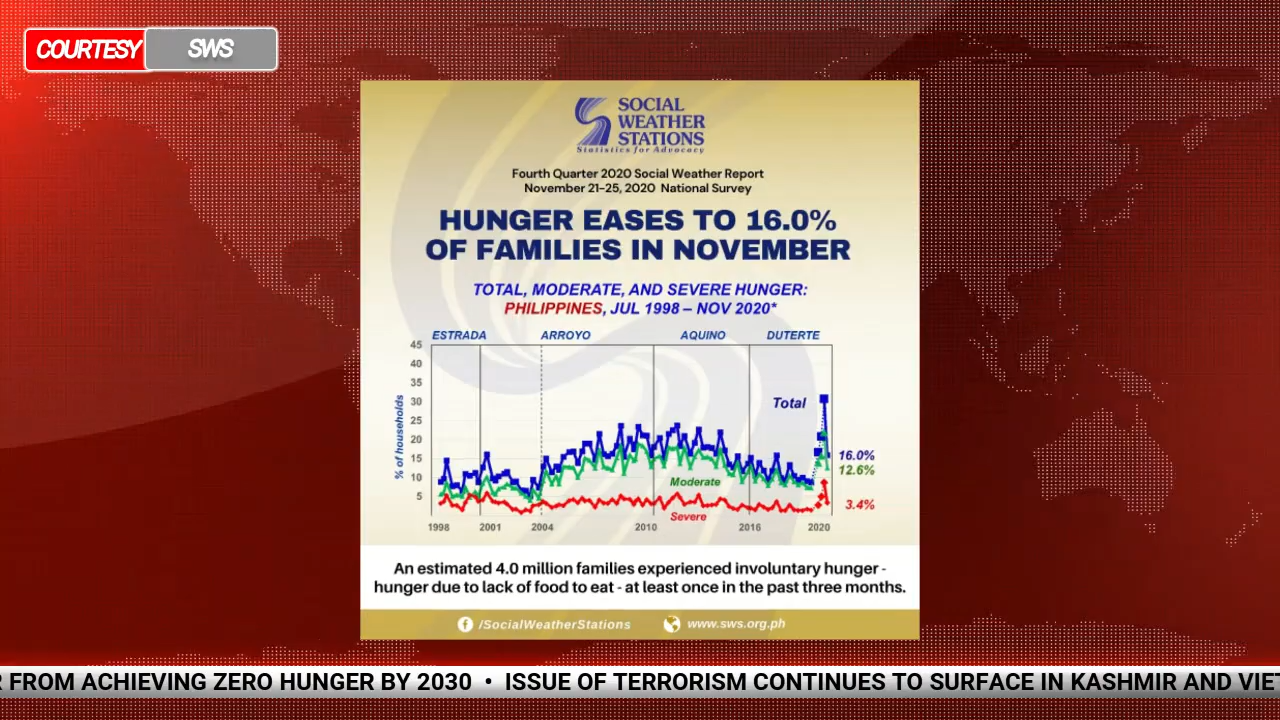 COURTESY SWS
SOCIAL
WEATHER
STATIONS
Statistics for Advocacy
Fourth Quarter 2020 Social Weather Report
November 21-25, 2020 National Survey
HUNGER EASES TO 16.0%
OF FAMILIES IN NOVEMBER
TOTAL, MODERATE, AND SEVERE HUNGER:
PHILIPPINES, JUL 1998 – NOV 2020*
ESTRADA ARROYO AQUINO DUTERTE
45
40
35
30
25
20
15
10
5
% of households
Total
16.0%
12.6%
Moderate
3.4%
Severe
1998 2001 2004 2010 2016 2020
An estimated 4.0 million families experienced involuntary hunger -
hunger due to lack of food to eat - at least once in the past three months.
/SocialWeatherStations www.sws.org.ph
FROM ACHIEVING ZERO HUNGER BY 2030 • ISSUE OF TERRORISM CONTINUES TO SURFACE IN KASHMIR AND